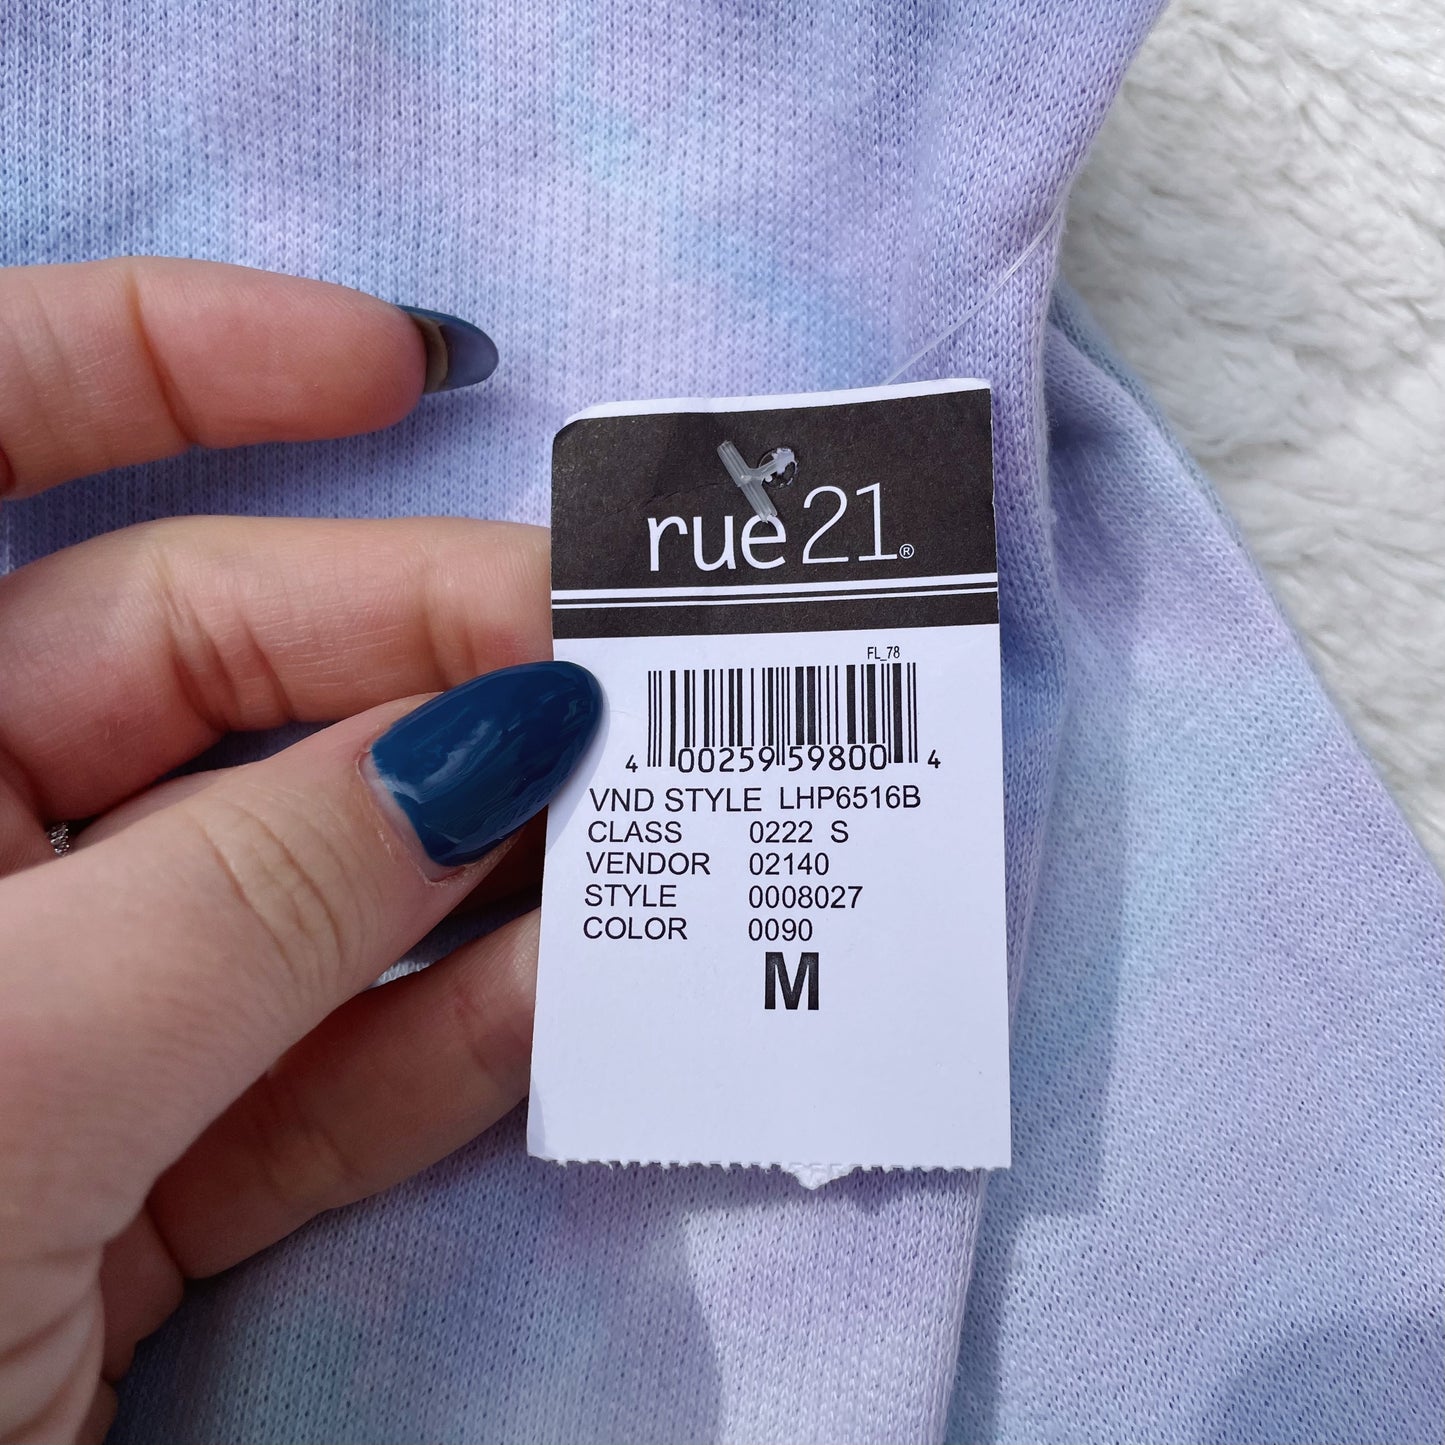 rue21®
FL_78
4 00259 59800 4
VND STYLE LHP6516B
CLASS 0222 S
VENDOR 02140
STYLE 0008027
COLOR 0090
M